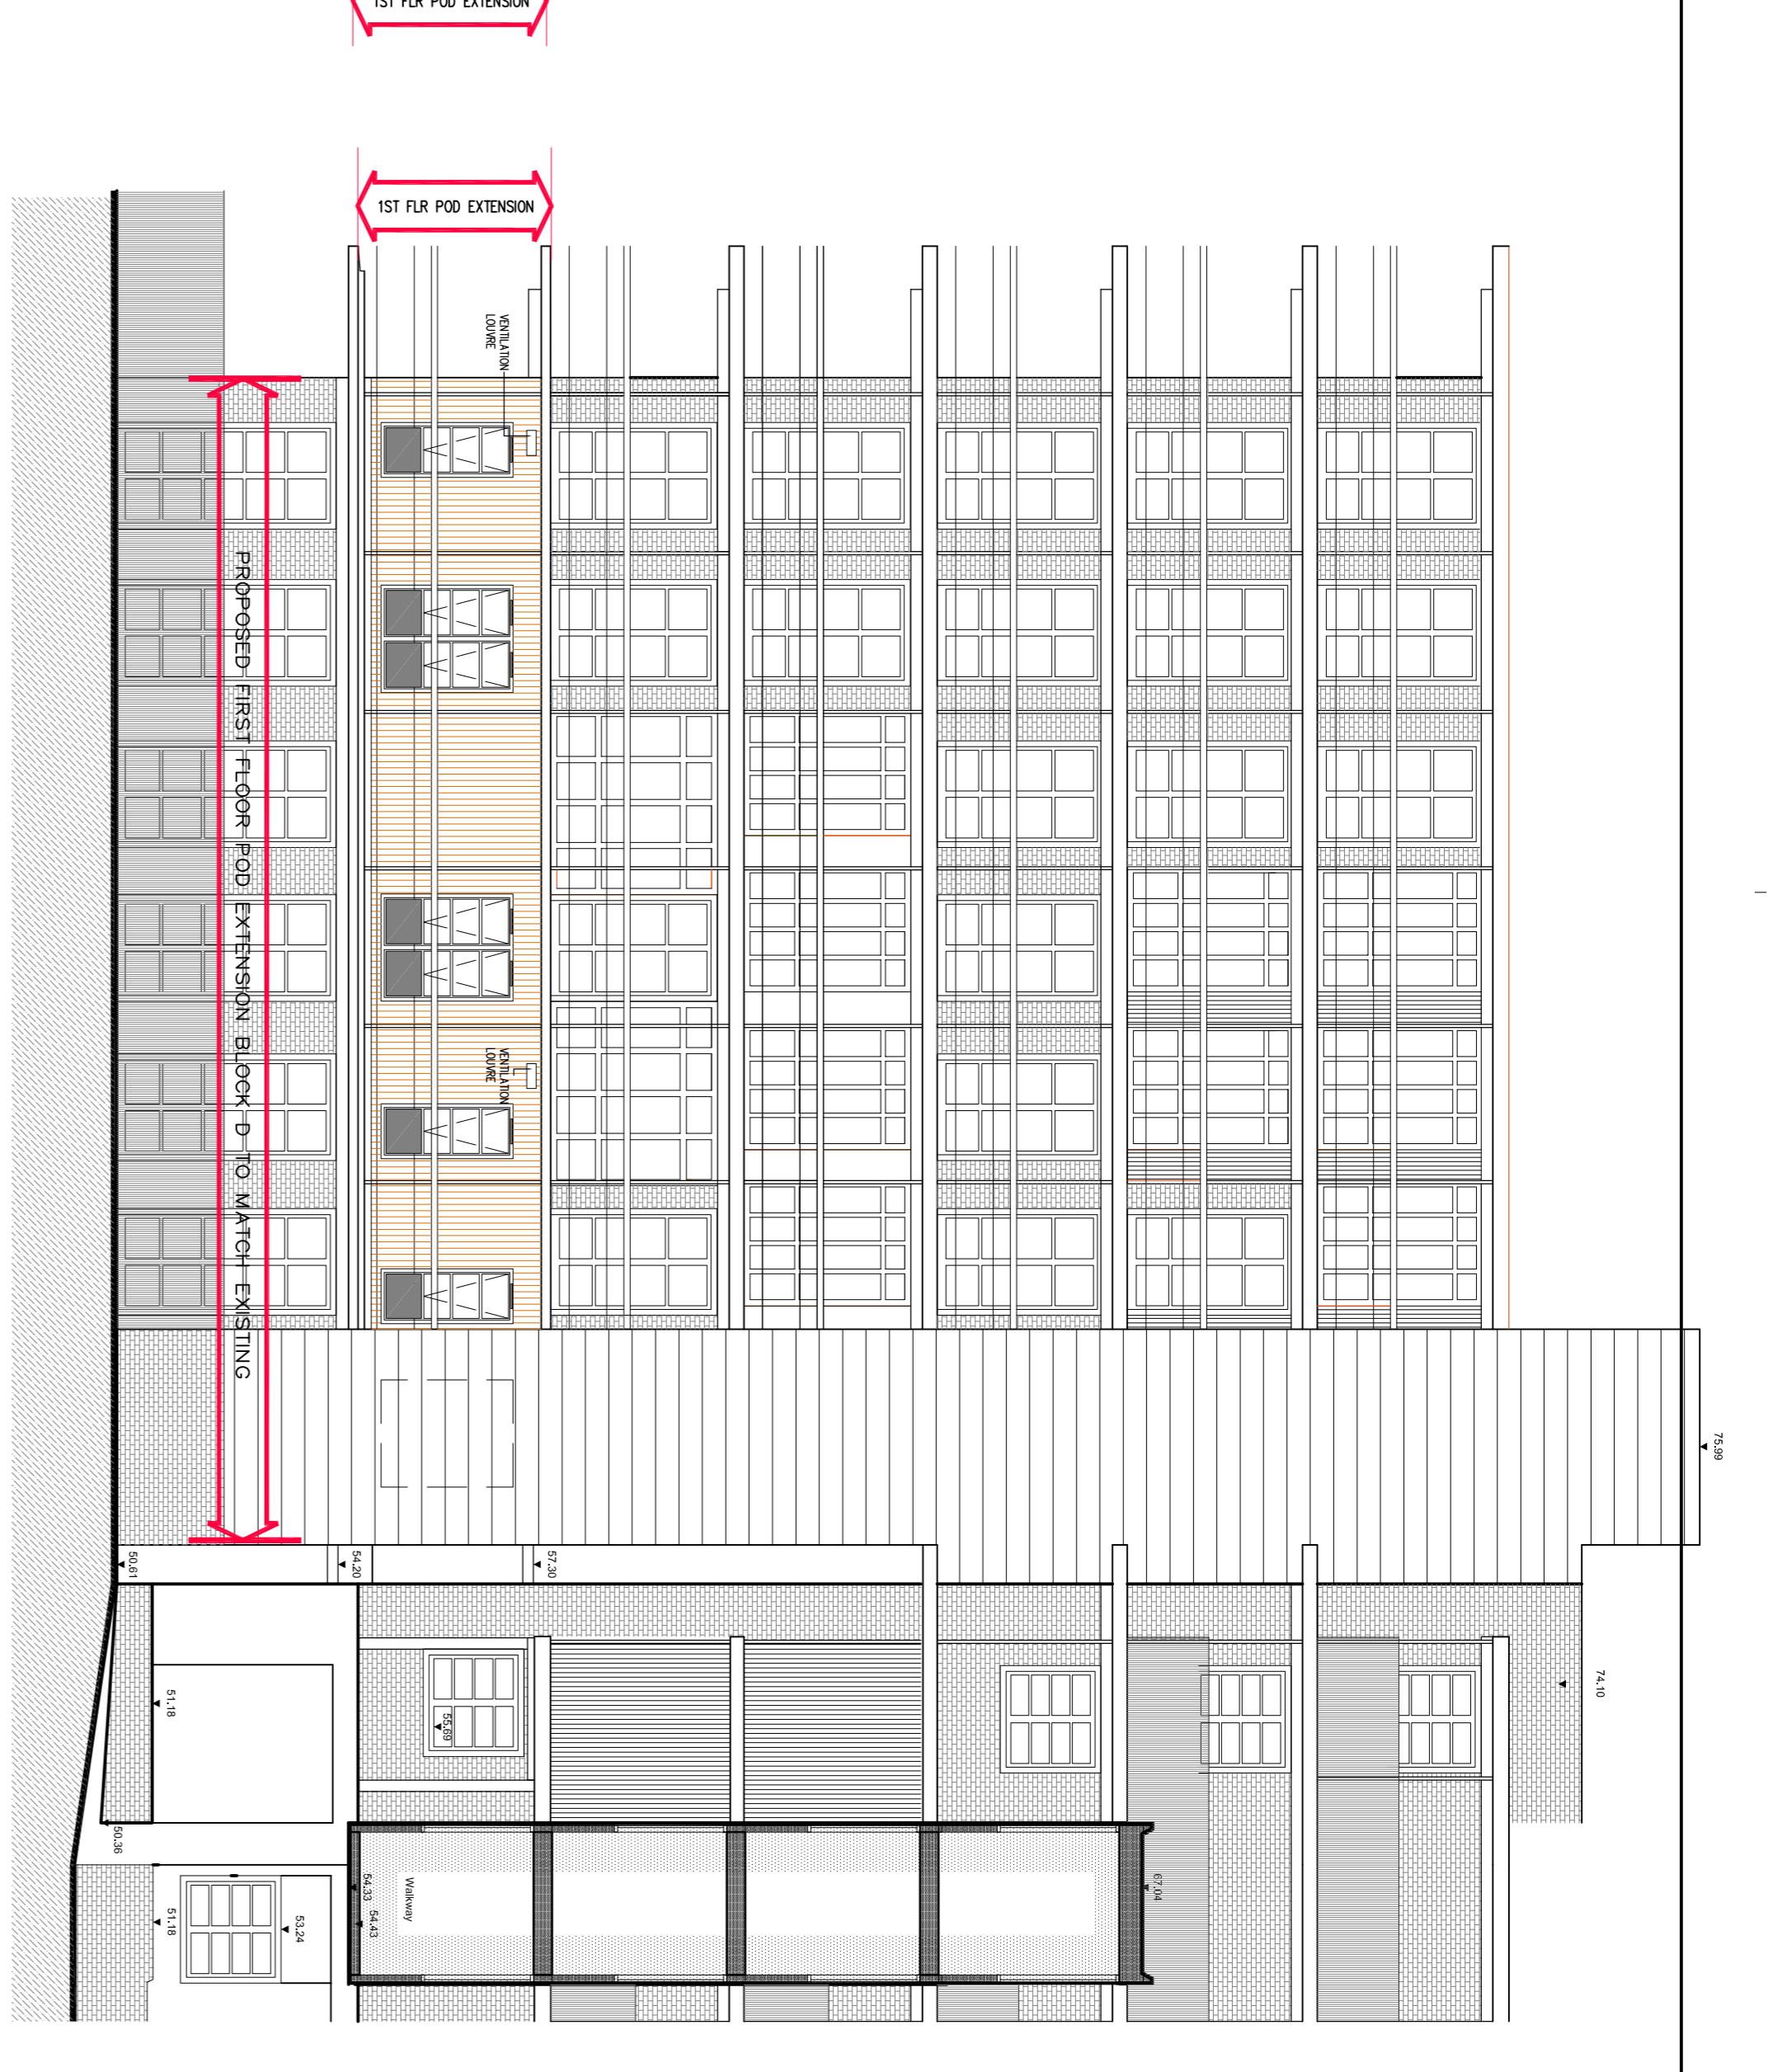 1ST FLR POD EXTENSION
1ST FLR POD EXTENSION
VENTILATION
LOUVRE
VENTILATION
LOUVRE
PROPOSED FIRST FLOOR POD EXTENSION BLOCK D TO MATCH EXISTING
75.99
74.10
67.04
57.30
54.20
50.61
55.69
51.18
50.36
54.33
54.43
Walkway
53.24
51.18